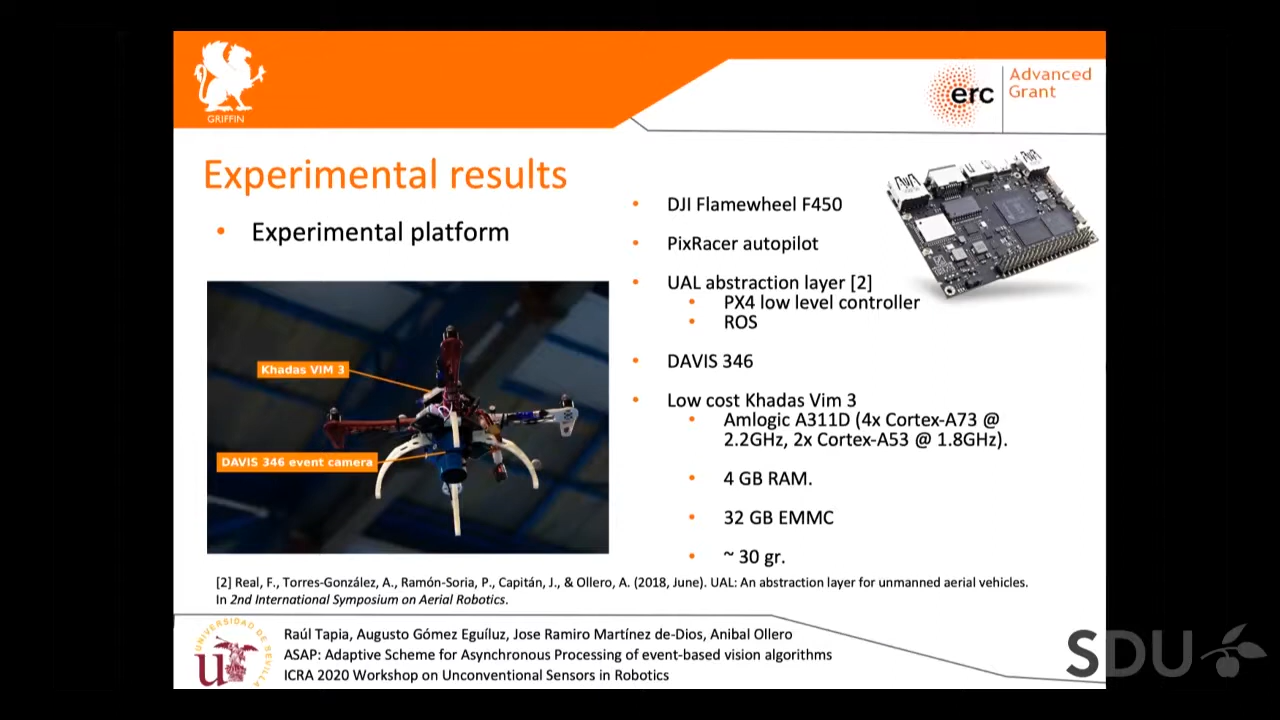 GRIFFIN
erc
Advanced
Grant
Experimental results
• Experimental platform
Khadas VIM 3
DAVIS 346 event camera
• DJI Flamewheel F450
• PixRacer autopilot
• UAL abstraction layer [2]
• PX4 low level controller
• ROS
• DAVIS 346
• Low cost Khadas Vim 3
• Amlogic A311D (4x Cortex-A73 @
2.2GHz, 2x Cortex-A53 @ 1.8GHz).
• 4 GB RAM.
• 32 GB EMMC
• ~ 30 gr.
[2] Real, F., Torres-González, A., Ramón-Soria, P., Capitán, J., & Ollero, A. (2018, June). UAL: An abstraction layer for unmanned aerial vehicles.
In 2nd International Symposium on Aerial Robotics.
UNIVERSIDAD DE SEVILLA
Raúl Tapia, Augusto Gómez Eguíluz, Jose Ramiro Martínez de-Dios, Anibal Ollero
ASAP: Adaptive Scheme for Asynchronous Processing of event-based vision algorithms
ICRA 2020 Workshop on Unconventional Sensors in Robotics
SDU